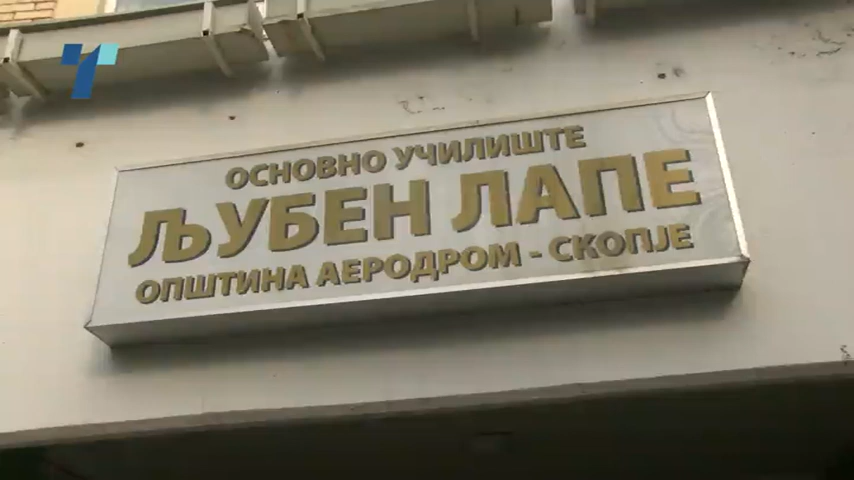 ОСНОВНО УЧИЛИШТЕ
ЉУБЕН ЛАПЕ
ОПШТИНА АЕРОДРОМ - СКОПЈЕ